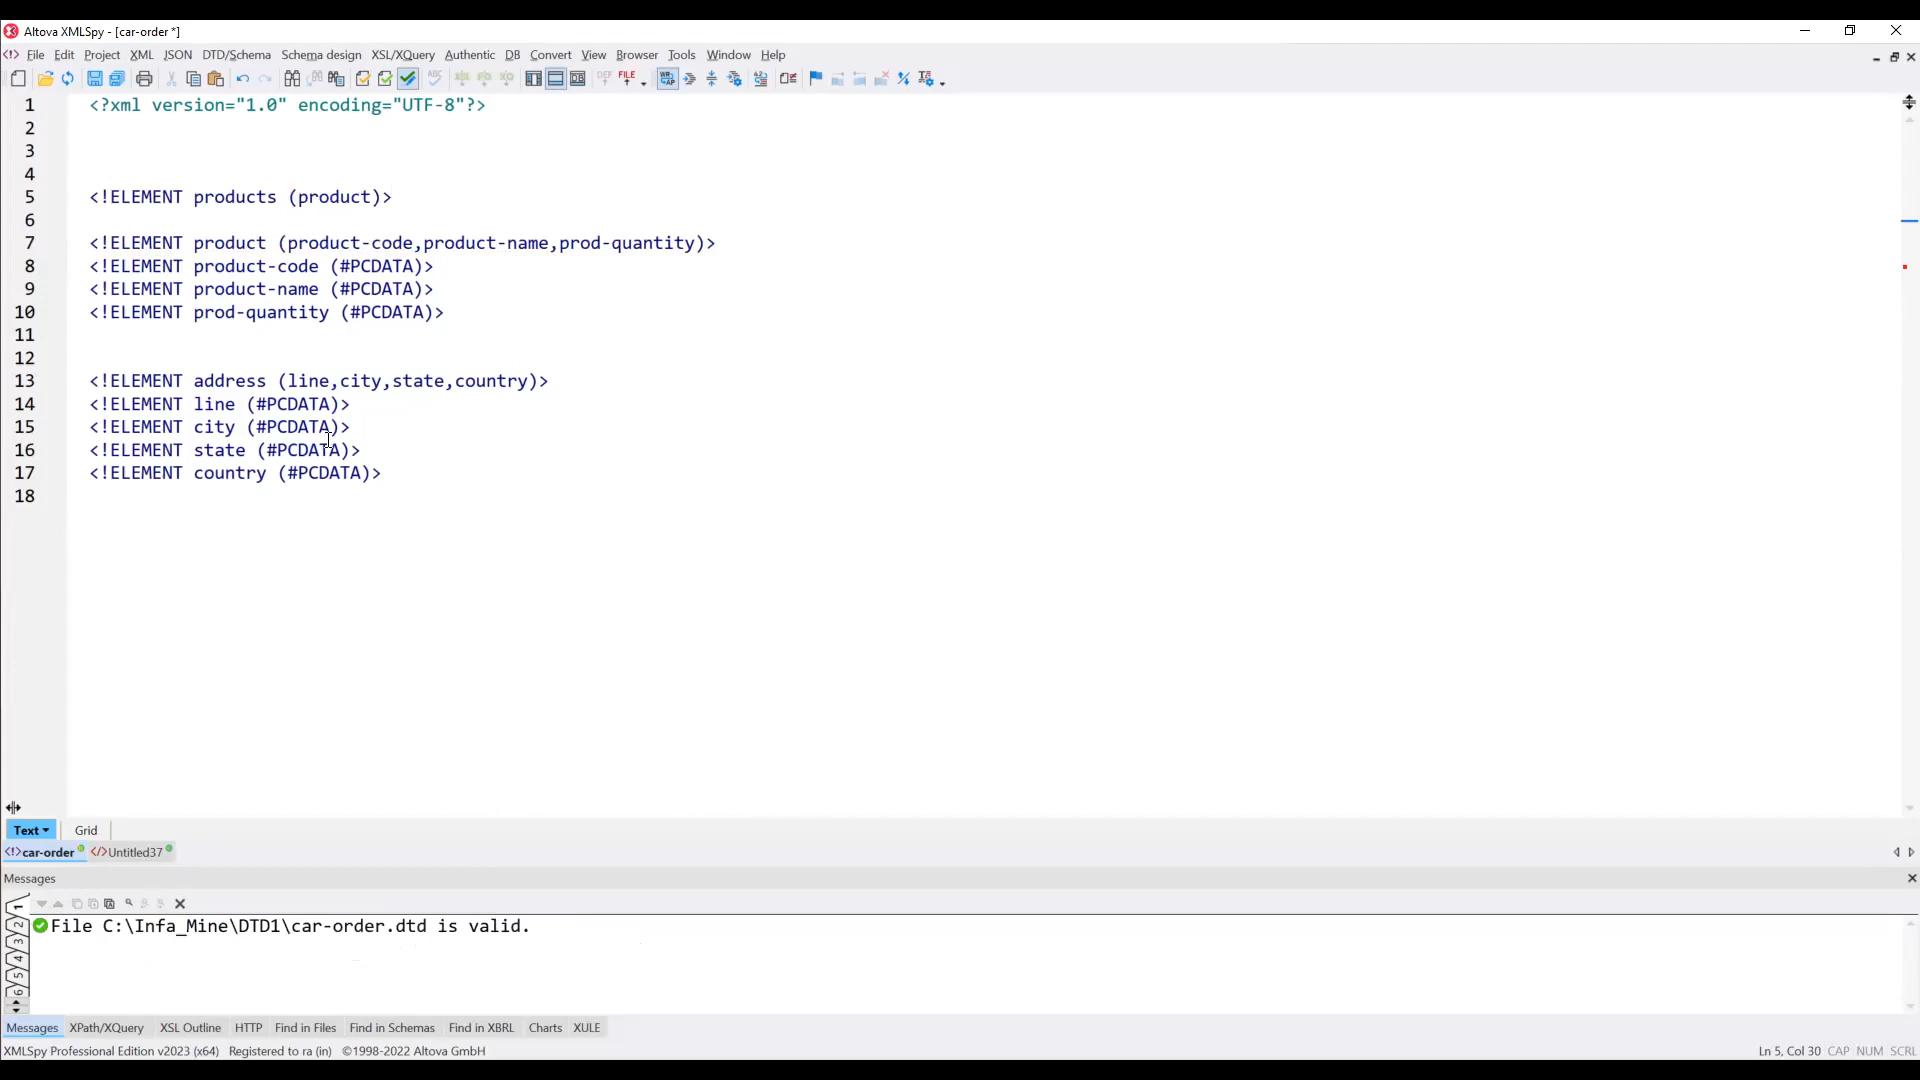 Altova XMLSpy - [car-order *]
File Edit Project XML JSON DTD/Schema Schema design XSL/XQuery Authentic DB Convert View Browser Tools Window Help
1 <?xml version="1.0" encoding="UTF-8"?>
2
3
4
5 <!ELEMENT products (product)>
6
7 <!ELEMENT product (product-code,product-name,prod-quantity)>
8 <!ELEMENT product-code (#PCDATA)>
9 <!ELEMENT product-name (#PCDATA)>
10 <!ELEMENT prod-quantity (#PCDATA)>
11
12
13 <!ELEMENT address (line,city,state,country)>
14 <!ELEMENT line (#PCDATA)>
15 <!ELEMENT city (#PCDATA)>
16 <!ELEMENT state (#PCDATA)>
17 <!ELEMENT country (#PCDATA)>
18
Text Grid
<!>car-order </>Untitled37
Messages
1 2 3 4 5 6
File C:\Infa_Mine\DTD1\car-order.dtd is valid.
Messages XPath/XQuery XSL Outline HTTP Find in Files Find in Schemas Find in XBRL Charts XULE
XMLSpy Professional Edition v2023 (x64) Registered to ra (in) ©1998-2022 Altova GmbH Ln 5, Col 30 CAP NUM SCRL